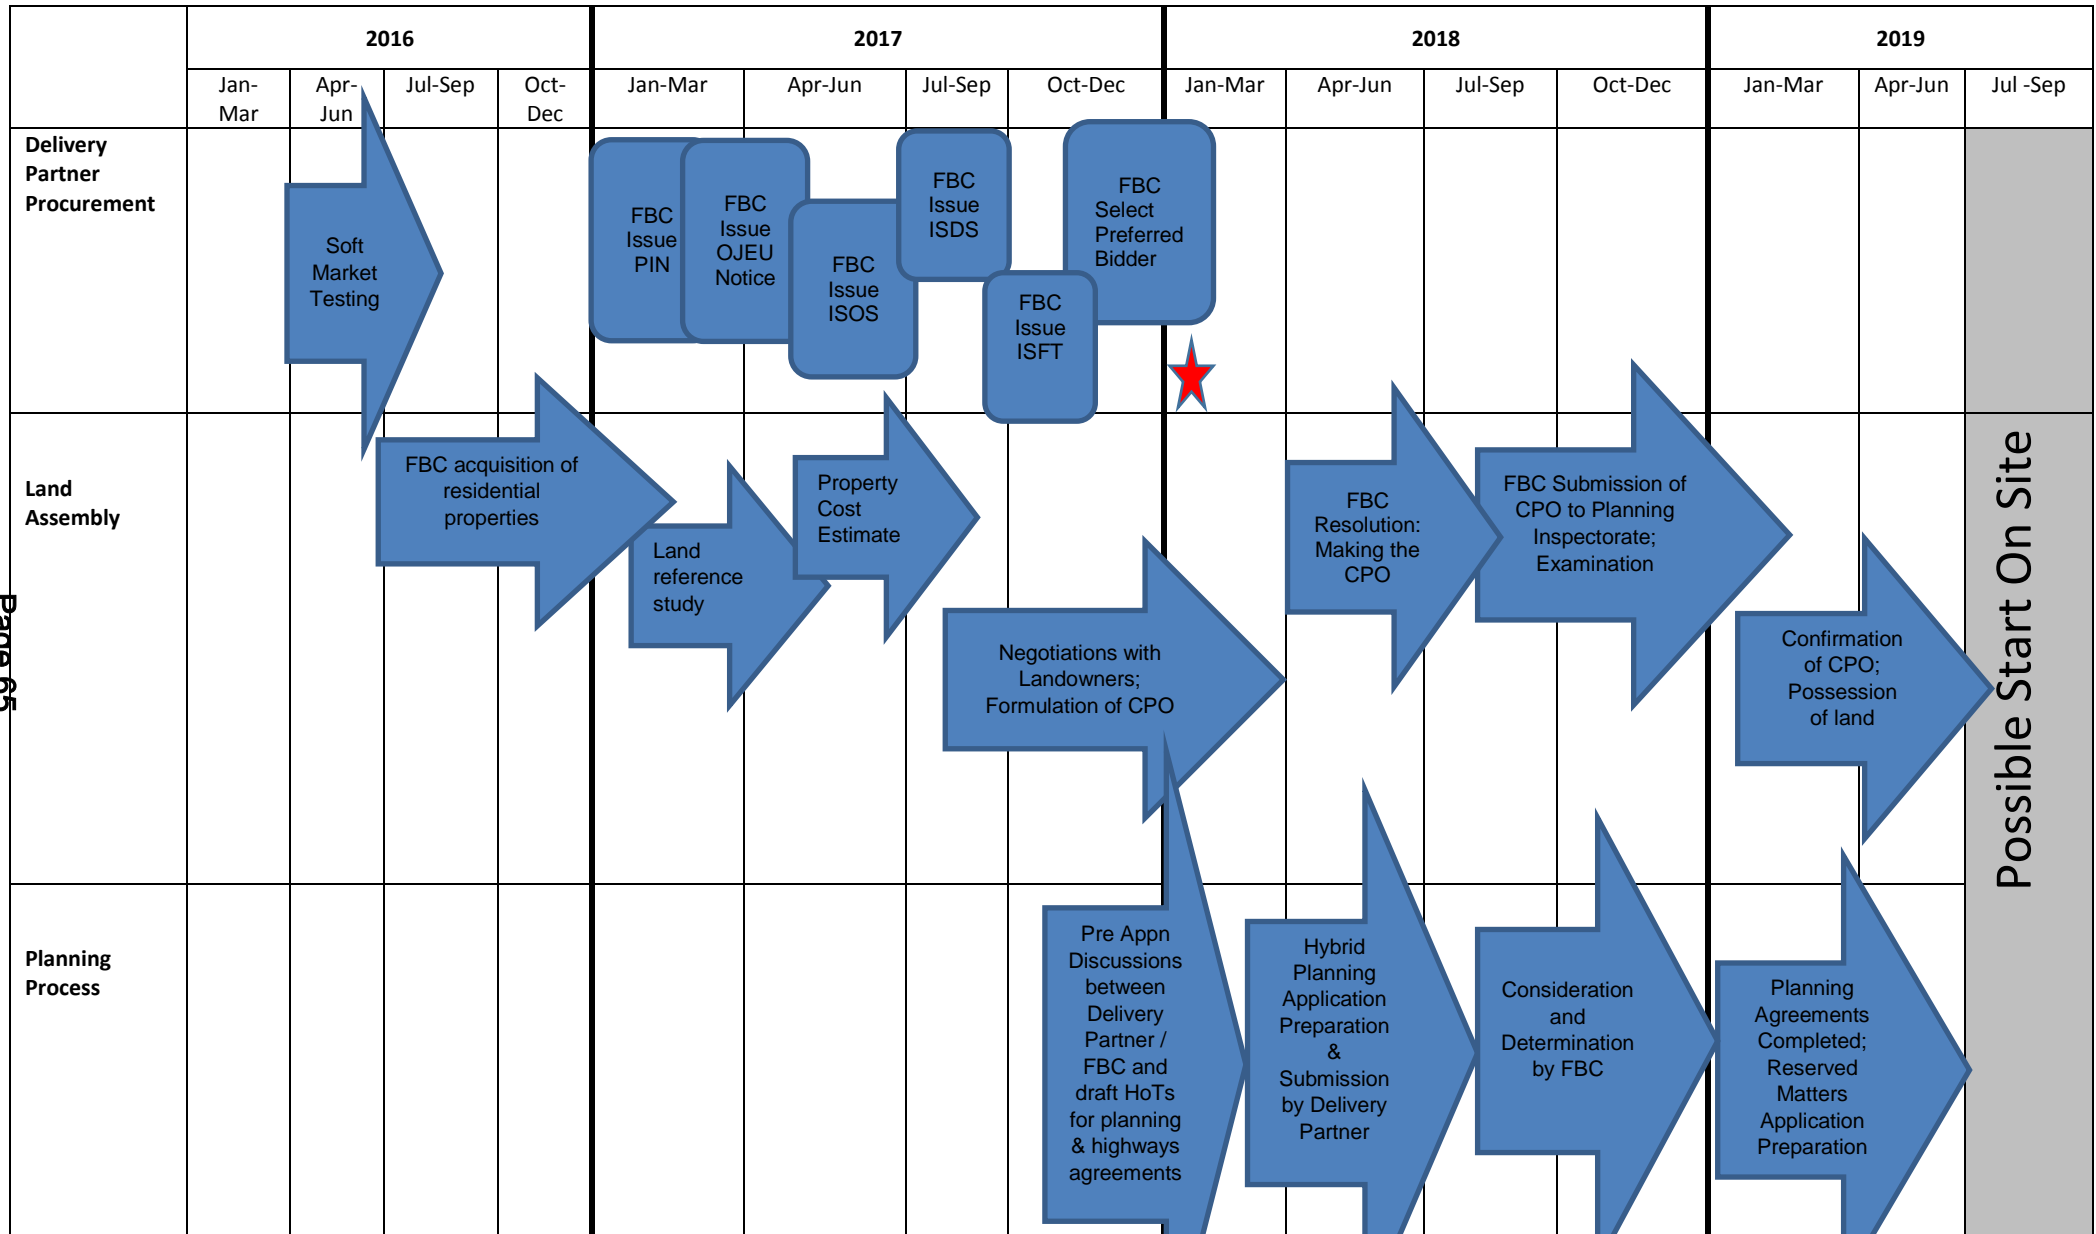 2016
2017
2018
2019
Jan-
Mar
Apr-
Jun
Jul-Sep
Oct-
Dec
Jan-Mar
Apr-Jun
Jul-Sep
Oct-Dec
Jan-Mar
Apr-Jun
Jul-Sep
Oct-Dec
Jan-Mar
Apr-Jun
Jul -Sep
Delivery
Partner
Procurement
Soft
Market
Testing
FBC
Issue
PIN
FBC
Issue
OJEU
Notice
FBC
Issue
ISOS
FBC
Issue
ISDS
FBC
Issue
ISFT
FBC
Select
Preferred
Bidder
Land
Assembly
FBC acquisition of
residential
properties
Land
reference
study
Property
Cost
Estimate
Negotiations with
Landowners;
Formulation of CPO
FBC
Resolution:
Making the
CPO
FBC Submission of
CPO to Planning
Inspectorate;
Examination
Confirmation
of CPO;
Possession
of land
Possible Start On Site
Page 65
Planning
Process
Pre Appn
Discussions
between
Delivery
Partner /
FBC and
draft HoTs
for planning
& highways
agreements
Hybrid
Planning
Application
Preparation
&
Submission
by Delivery
Partner
Consideration
and
Determination
by FBC
Planning
Agreements
Completed;
Reserved
Matters
Application
Preparation